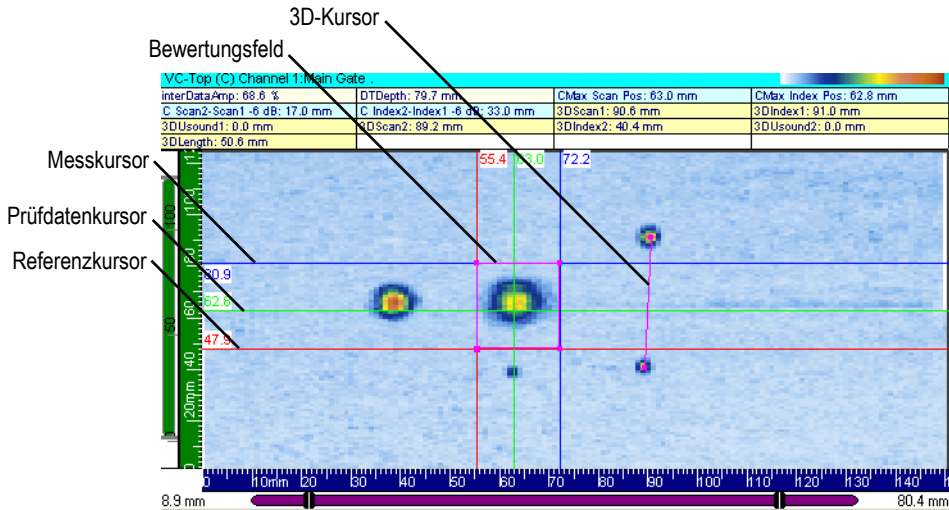 3D-Kursor
Bewertungsfeld
VC-Top (C) Channel 1:Main Gate .
interDataAmp: 68.6 %
DTDepth: 79.7 mm
CMax Scan Pos: 63.0 mm
CMax Index Pos: 62.8 mm
C Scan2-Scan1 -6 dB: 17.0 mm
C Index2-Index1 -6 dB: 33.0 mm
3DScan1: 90.6 mm
3DIndex1: 91.0 mm
3DUsound1: 0.0 mm
3DScan2: 89.2 mm
3DIndex2: 40.4 mm
3DUsound2: 0.0 mm
3DLength: 50.6 mm
Messkursor
Prüfdatenkursor
Referenzkursor
55.4
63.0
72.2
80.9
62.8
47.9
100
50
0
100
80
60
40
20mm
0
0
10mm
20
30
40
50
60
70
80
90
100
110
120
130
140
8.9 mm
80.4 mm